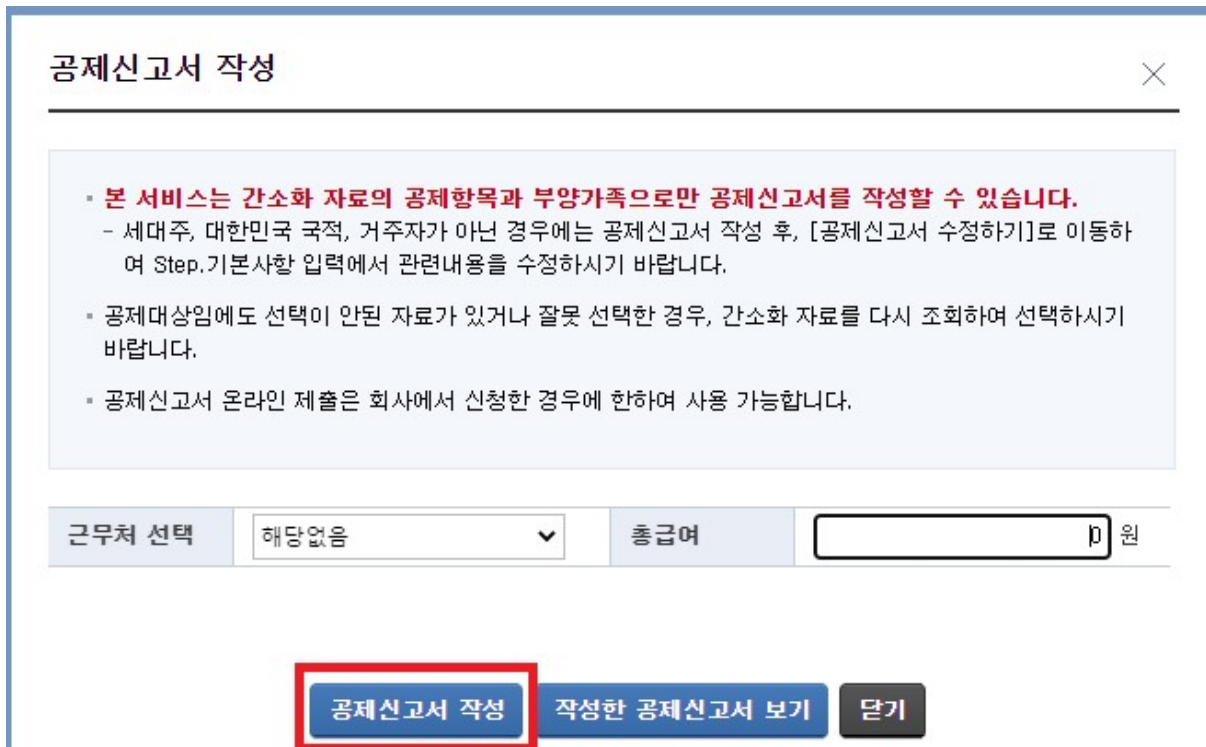 공제신고서 작성
본 서비스는 간소화 자료의 공제항목과 부양가족으로만 공제신고서를 작성할 수 있습니다.
- 세대주, 대한민국 국적, 거주자가 아닌 경우에는 공제신고서 작성 후, [공제신고서 수정하기]로 이동하
여 Step.기본사항 입력에서 관련내용을 수정하시기 바랍니다.
공제대상임에도 선택이 안된 자료가 있거나 잘못 선택한 경우, 간소화 자료를 다시 조회하여 선택하시기
바랍니다.
공제신고서 온라인 제출은 회사에서 신청한 경우에 한하여 사용 가능합니다.
근무처 선택 해당없음 총급여 0 원
공제신고서 작성 작성한 공제신고서 보기 닫기